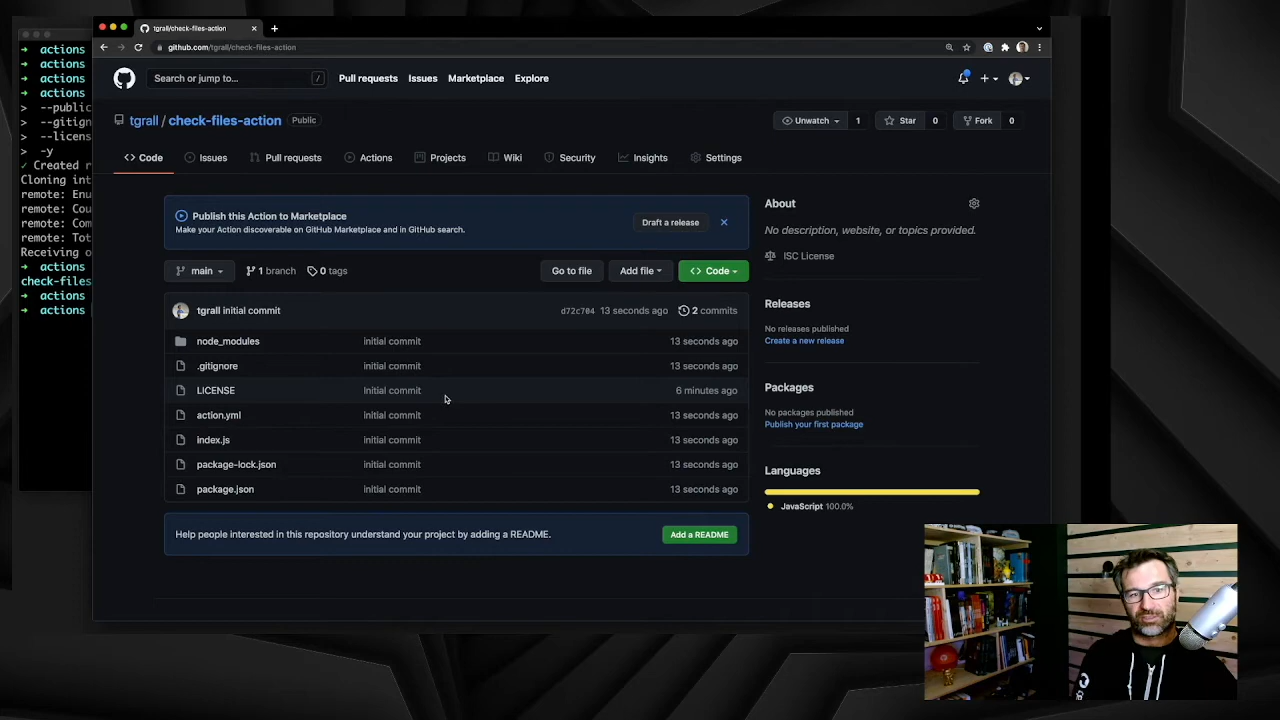 tgrall/check-files-action
github.com/tgrall/check-files-action
Search or jump to... /
Pull requests Issues Marketplace Explore
tgrall / check-files-action Public
Unwatch 1 Star 0 Fork 0
Code Issues Pull requests Actions Projects Wiki Security Insights Settings
Publish this Action to Marketplace
Make your Action discoverable on GitHub Marketplace and in GitHub search.
Draft a release
main 1 branch 0 tags Go to file Add file Code
tgrall initial commit d72c704 13 seconds ago 2 commits
node_modules initial commit 13 seconds ago
.gitignore initial commit 13 seconds ago
LICENSE Initial commit 6 minutes ago
action.yml initial commit 13 seconds ago
index.js initial commit 13 seconds ago
package-lock.json initial commit 13 seconds ago
package.json initial commit 13 seconds ago
Help people interested in this repository understand your project by adding a README. Add a README
About
No description, website, or topics provided.
ISC License
Releases
No releases published
Create a new release
Packages
No packages published
Publish your first package
Languages
JavaScript 100.0%
➜ actions
➜ actions
➜ actions
➜ actions
> --public
> --gitign
> --licens
> -y
✓ Created r
Cloning int
remote: Enu
remote: Cou
remote: Com
remote: Tot
Receiving o
➜ actions
check-files
➜ actions
➜ actions